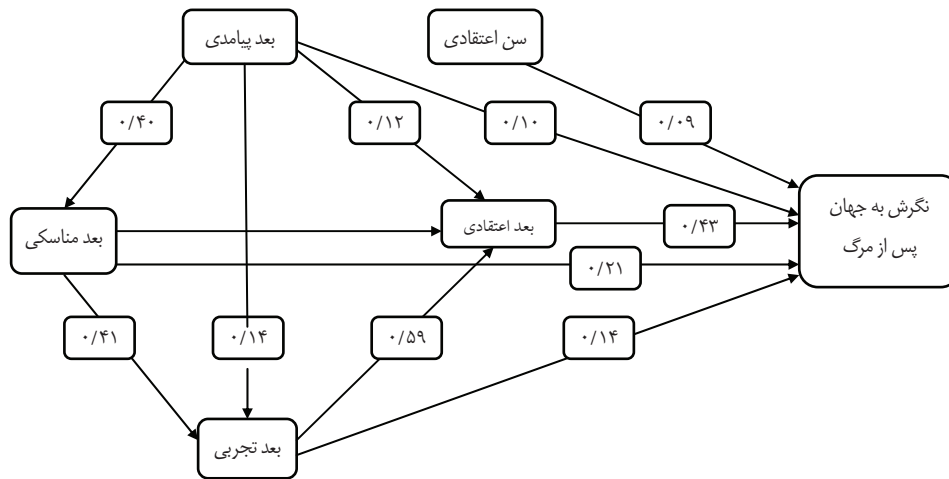 بعد پیامدی
سن اعتقادی
۰/۴۰
۰/۱۲
۰/۱۰
۰/۰۹
نگرش به جهان
پس از مرگ
بعد مناسکی
بعد اعتقادی
۰/۴۳
۰/۲۱
۰/۴۱
۰/۱۴
۰/۵۹
۰/۱۴
بعد تجربی